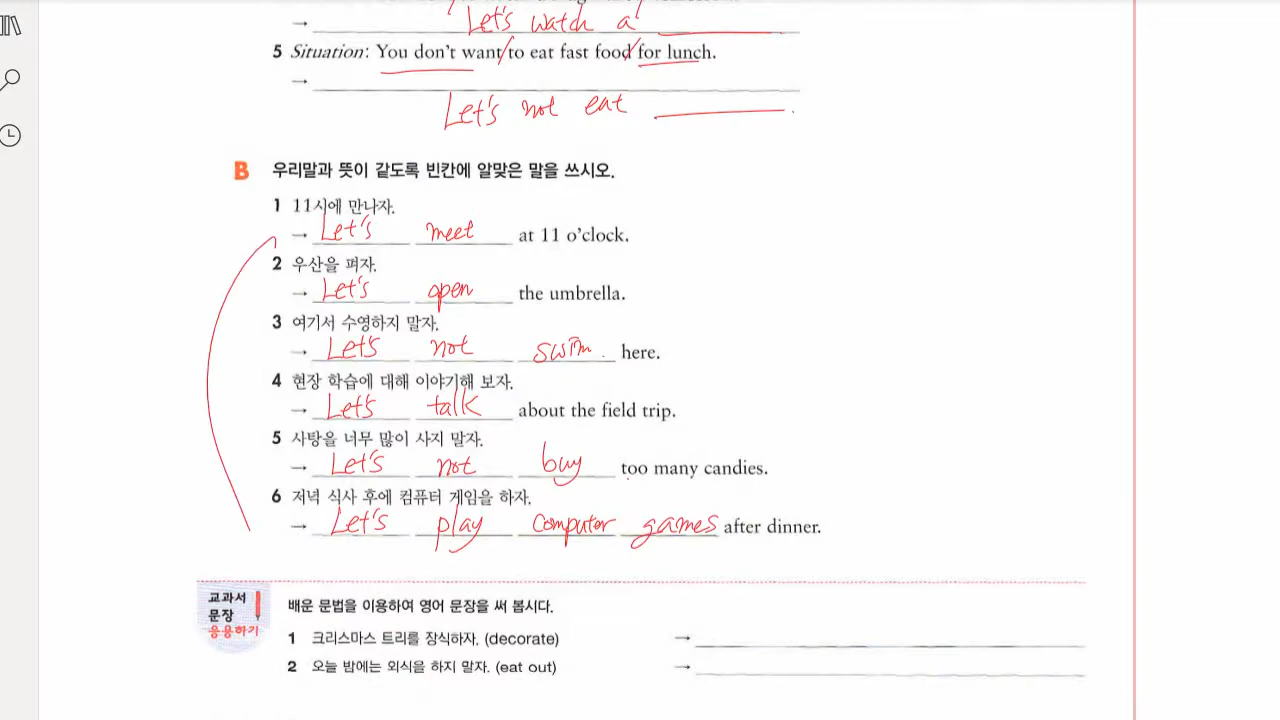 → Let's watch a
5 Situation: You don't want/to eat fast food/for lunch.
→
Let's not eat ______.
B 우리말과 뜻이 같도록 빈칸에 알맞은 말을 쓰시오.
1 11시에 만나자.
→ Let's meet at 11 o'clock.
2 우산을 펴자.
→ Let's open the umbrella.
3 여기서 수영하지 말자.
→ Let's not swim here.
4 현장 학습에 대해 이야기해 보자.
→ Let's talk about the field trip.
5 사탕을 너무 많이 사지 말자.
→ Let's not buy too many candies.
6 저녁 식사 후에 컴퓨터 게임을 하자.
→ Let's play computer games after dinner.
교과서
문장
응용하기
배운 문법을 이용하여 영어 문장을 써 봅시다.
1 크리스마스 트리를 장식하자. (decorate) →
2 오늘 밤에는 외식을 하지 말자. (eat out) →